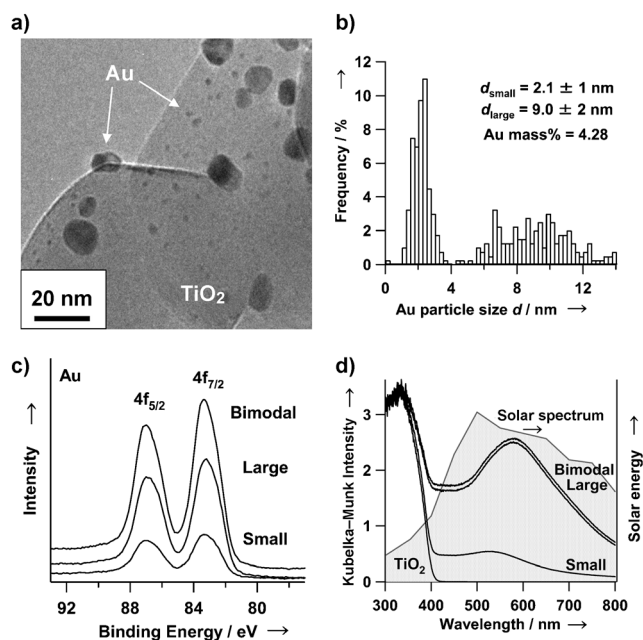 a)
Au
TiO2
20 nm
b)
Frequency / % →
12
10
8
6
4
2
0
dsmall = 2.1 ± 1 nm
dlarge = 9.0 ± 2 nm
Au mass% = 4.28
0 4 8 12
Au particle size d / nm →
c)
Au
Intensity →
4f5/2
4f7/2
Bimodal
Large
Small
92 88 84 80
Binding Energy / eV →
d)
Kubelka–Munk Intensity →
3
2
1
0
Solar spectrum
→
Bimodal
Large
TiO2
Small
Solar energy →
300 400 500 600 700 800
Wavelength / nm →